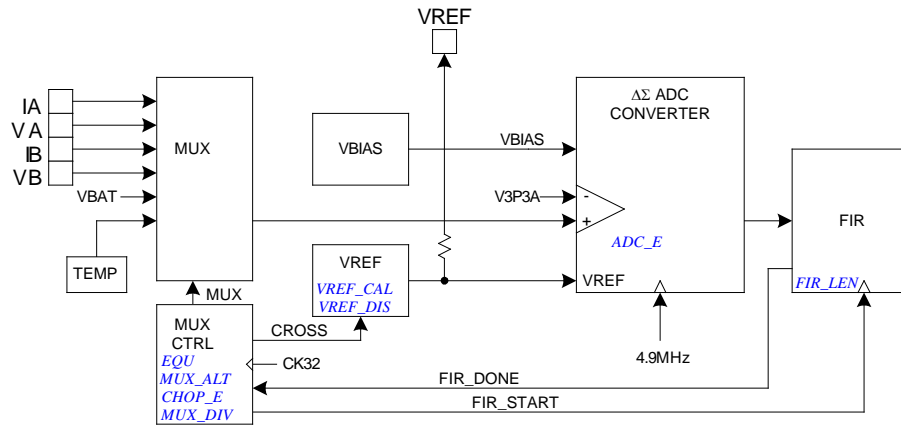 VREF
IA
VA
IB
VB
VBAT
TEMP
MUX
VBIAS
VBIAS
V3P3A
ΔΣ ADC
CONVERTER
-
+
ADC_E
VREF
FIR
FIR_LEN
VREF
VREF_CAL
VREF_DIS
MUX
MUX
CTRL
EQU
MUX_ALT
CHOP_E
MUX_DIV
CROSS
CK32
4.9MHz
FIR_DONE
FIR_START